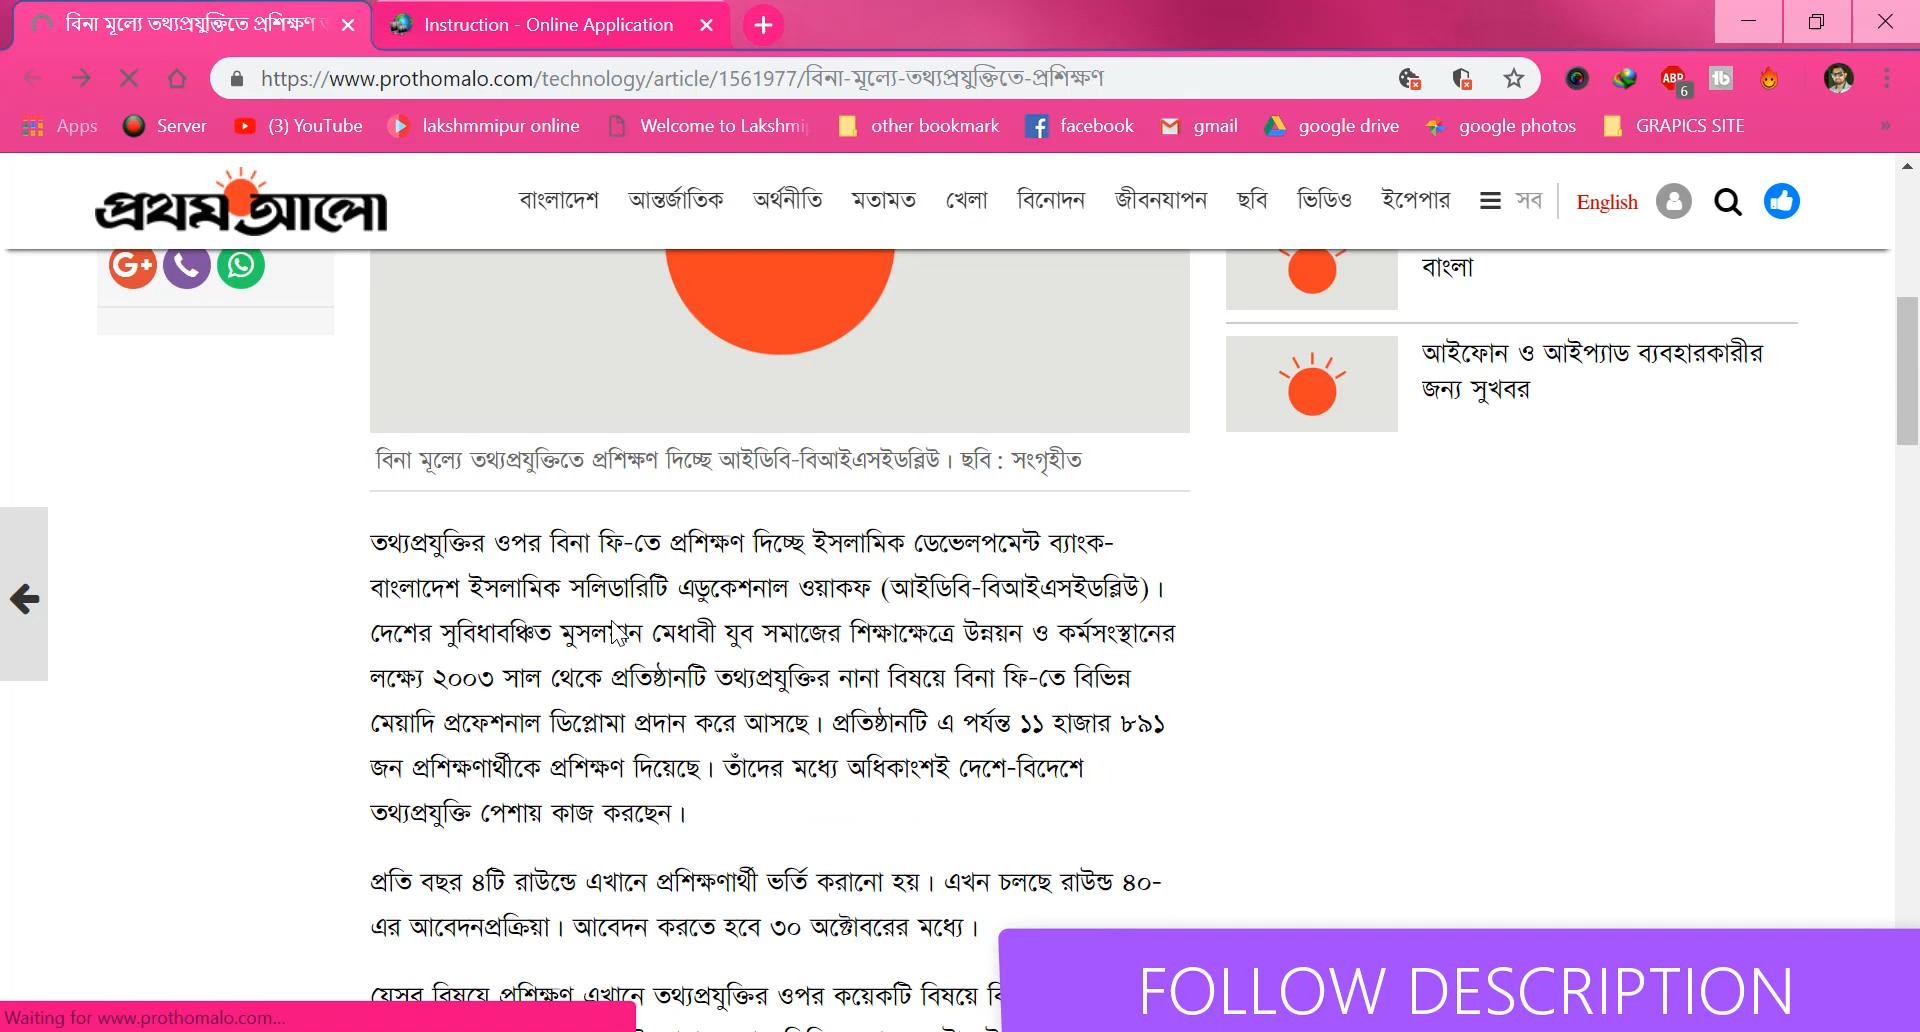 বিনা মূল্যে তথ্যপ্রযুক্তিতে প্রশিক্ষণ
Instruction - Online Application
https://www.prothomalo.com/technology/article/1561977/বিনা-মূল্যে-তথ্যপ্রযুক্তিতে-প্রশিক্ষণ
ABP
6
Apps
Server
(3) YouTube
lakshmmipur online
Welcome to Lakshmi
other bookmark
facebook
gmail
google drive
google photos
GRAPICS SITE
প্রথম আলো
বাংলাদেশ
আন্তর্জাতিক
অর্থনীতি
মতামত
খেলা
বিনোদন
জীবনযাপন
ছবি
ভিডিও
ইপেপার
সব
English
G+
বাংলা
আইফোন ও আইপ্যাড ব্যবহারকারীর
জন্য সুখবর
বিনা মূল্যে তথ্যপ্রযুক্তিতে প্রশিক্ষণ দিচ্ছে আইডিবি-বিআইএসইডব্লিউ। ছবি: সংগৃহীত
তথ্যপ্রযুক্তির ওপর বিনা ফি-তে প্রশিক্ষণ দিচ্ছে ইসলামিক ডেভেলপমেন্ট ব্যাংক-
বাংলাদেশ ইসলামিক সলিডারিটি এডুকেশনাল ওয়াকফ (আইডিবি-বিআইএসইডব্লিউ)।
দেশের সুবিধাবঞ্চিত মুসলমান মেধাবী যুব সমাজের শিক্ষাক্ষেত্রে উন্নয়ন ও কর্মসংস্থানের
লক্ষ্যে ২০০৩ সাল থেকে প্রতিষ্ঠানটি তথ্যপ্রযুক্তির নানা বিষয়ে বিনা ফি-তে বিভিন্ন
মেয়াদি প্রফেশনাল ডিপ্লোমা প্রদান করে আসছে। প্রতিষ্ঠানটি এ পর্যন্ত ১১ হাজার ৮৯১
জন প্রশিক্ষণার্থীকে প্রশিক্ষণ দিয়েছে। তাঁদের মধ্যে অধিকাংশই দেশে-বিদেশে
তথ্যপ্রযুক্তি পেশায় কাজ করছেন।
প্রতি বছর ৪টি রাউন্ডে এখানে প্রশিক্ষণার্থী ভর্তি করানো হয়। এখন চলছে রাউন্ড ৪০-
এর আবেদনপ্রক্রিয়া। আবেদন করতে হবে ৩০ অক্টোবরের মধ্যে।
যেসব বিষয়ে প্রশিক্ষণ এখানে তথ্যপ্রযুক্তির ওপর কয়েকটি বিষয়ে
FOLLOW DESCRIPTION
Waiting for www.prothomalo.com...